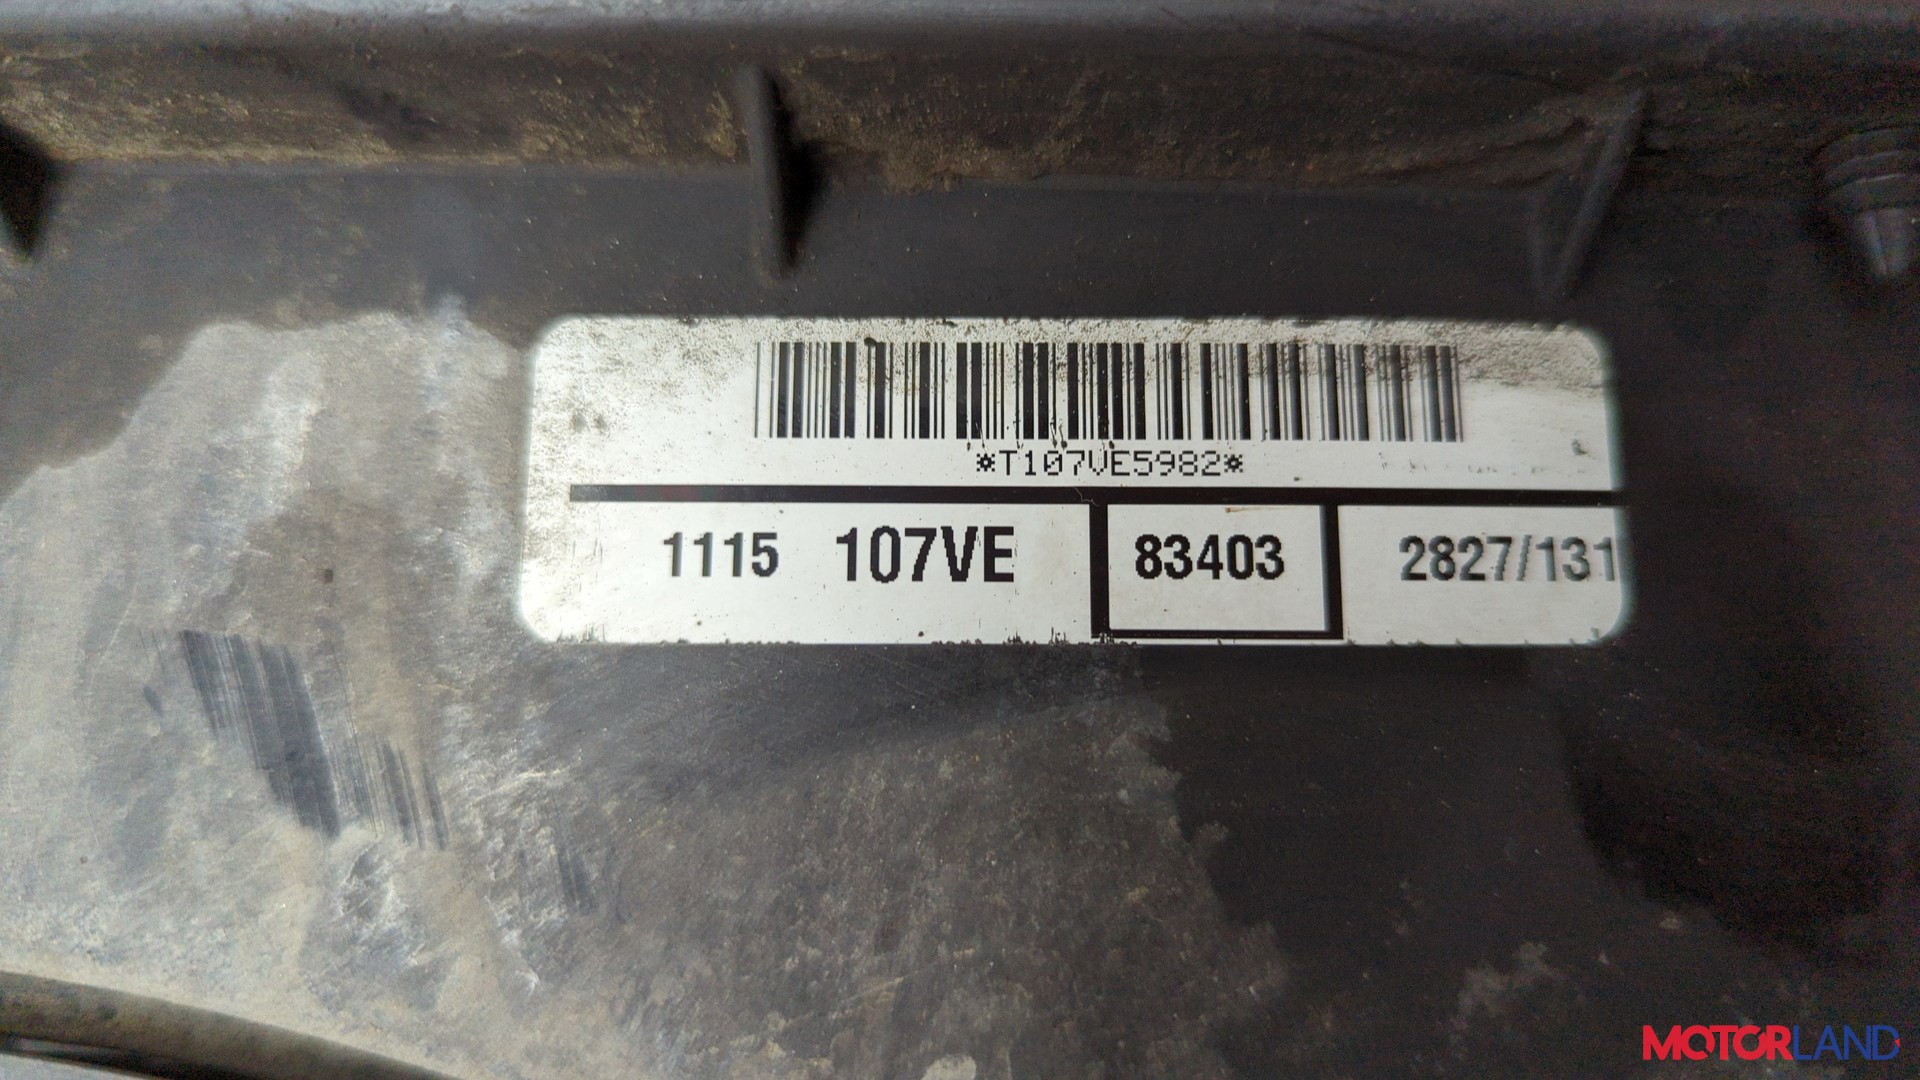 *T107VE5982*
1115 107VE 83403 2827/131
MOTORLAND